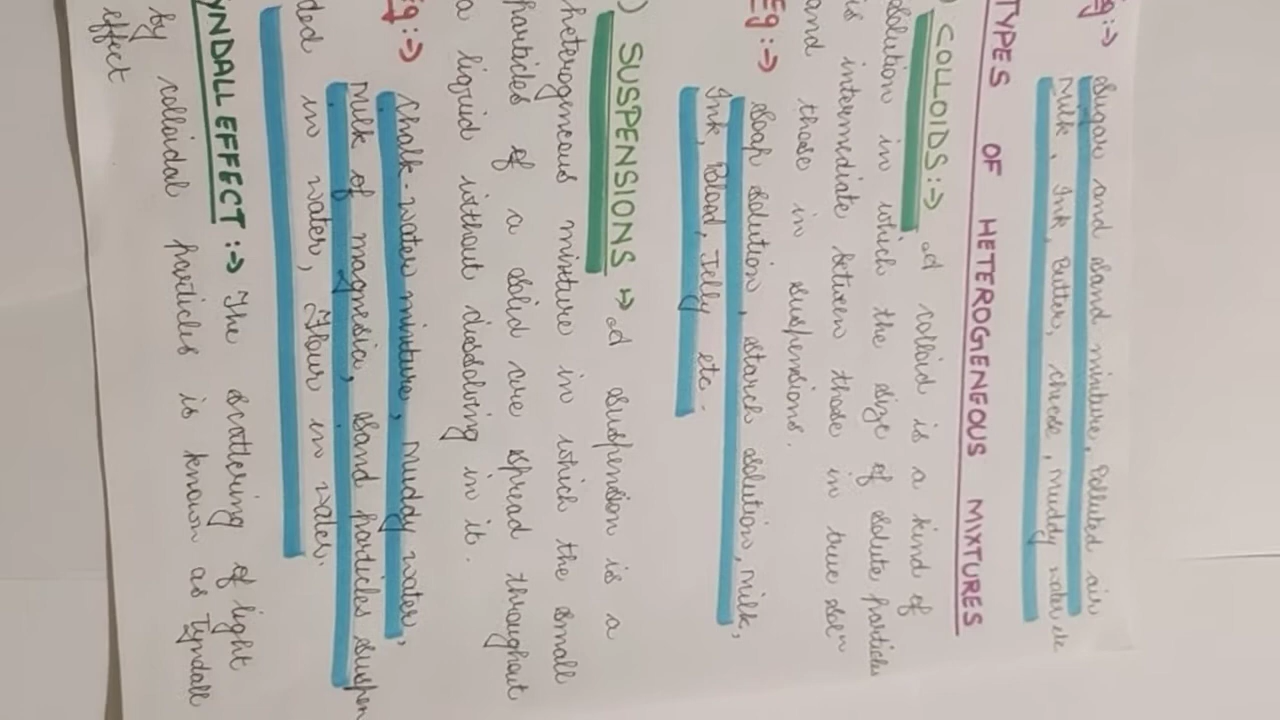 Eg :->
Sugar and sand mixture, Polluted air
Milk, Ink, Butter, cheese, Muddy water etc
TYPES OF HETEROGENEOUS MIXTURES
) COLLOIDS :-> A colloid is a kind of
solution in which the size of solute particles
is intermediate between those in true solⁿ
and those in suspensions.
Eg :-> Soap solution, starch solution, milk,
Ink, Blood, Jelly etc.
) SUSPENSIONS -> A suspension is a
heterogeneous mixture in which the small
particles of a solid are spread throughout
a liquid without dissolving in it.
Eg :-> Chalk-water mixture, Muddy water,
Milk of magnesia, Sand particles suspen
ded in water, Flour in water.
YNDALL EFFECT :-> The scattering of light
by colloidal particles is known as Tyndall
effect